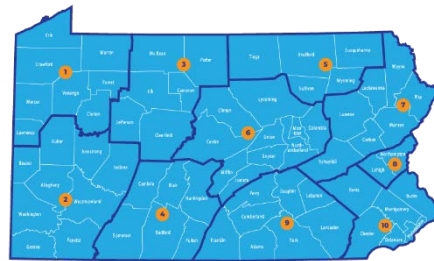 Erie
Warren
McKean
Potter
Tioga
Bradford
Susquehanna
Crawford
1
3
5
Wayne
Forest
Elk
Cameron
Sullivan
Wyoming
Lackawanna
Pike
Mercer
Venango
Clarion
Clinton
Lycoming
7
Lawrence
Jefferson
Clearfield
Centre
6
Union
Columbia
Luzerne
Monroe
Butler
Armstrong
Snyder
Northumberland
Carbon
Beaver
Indiana
Mifflin
Juniata
Schuylkill
Northampton
8
Lehigh
Allegheny
Cambria
Blair
Huntingdon
Perry
Dauphin
Lebanon
Berks
Bucks
2
Westmoreland
4
Cumberland
Montgomery
Washington
Bedford
9
10
Greene
Fayette
Somerset
Fulton
Franklin
Adams
York
Lancaster
Chester
Delaware